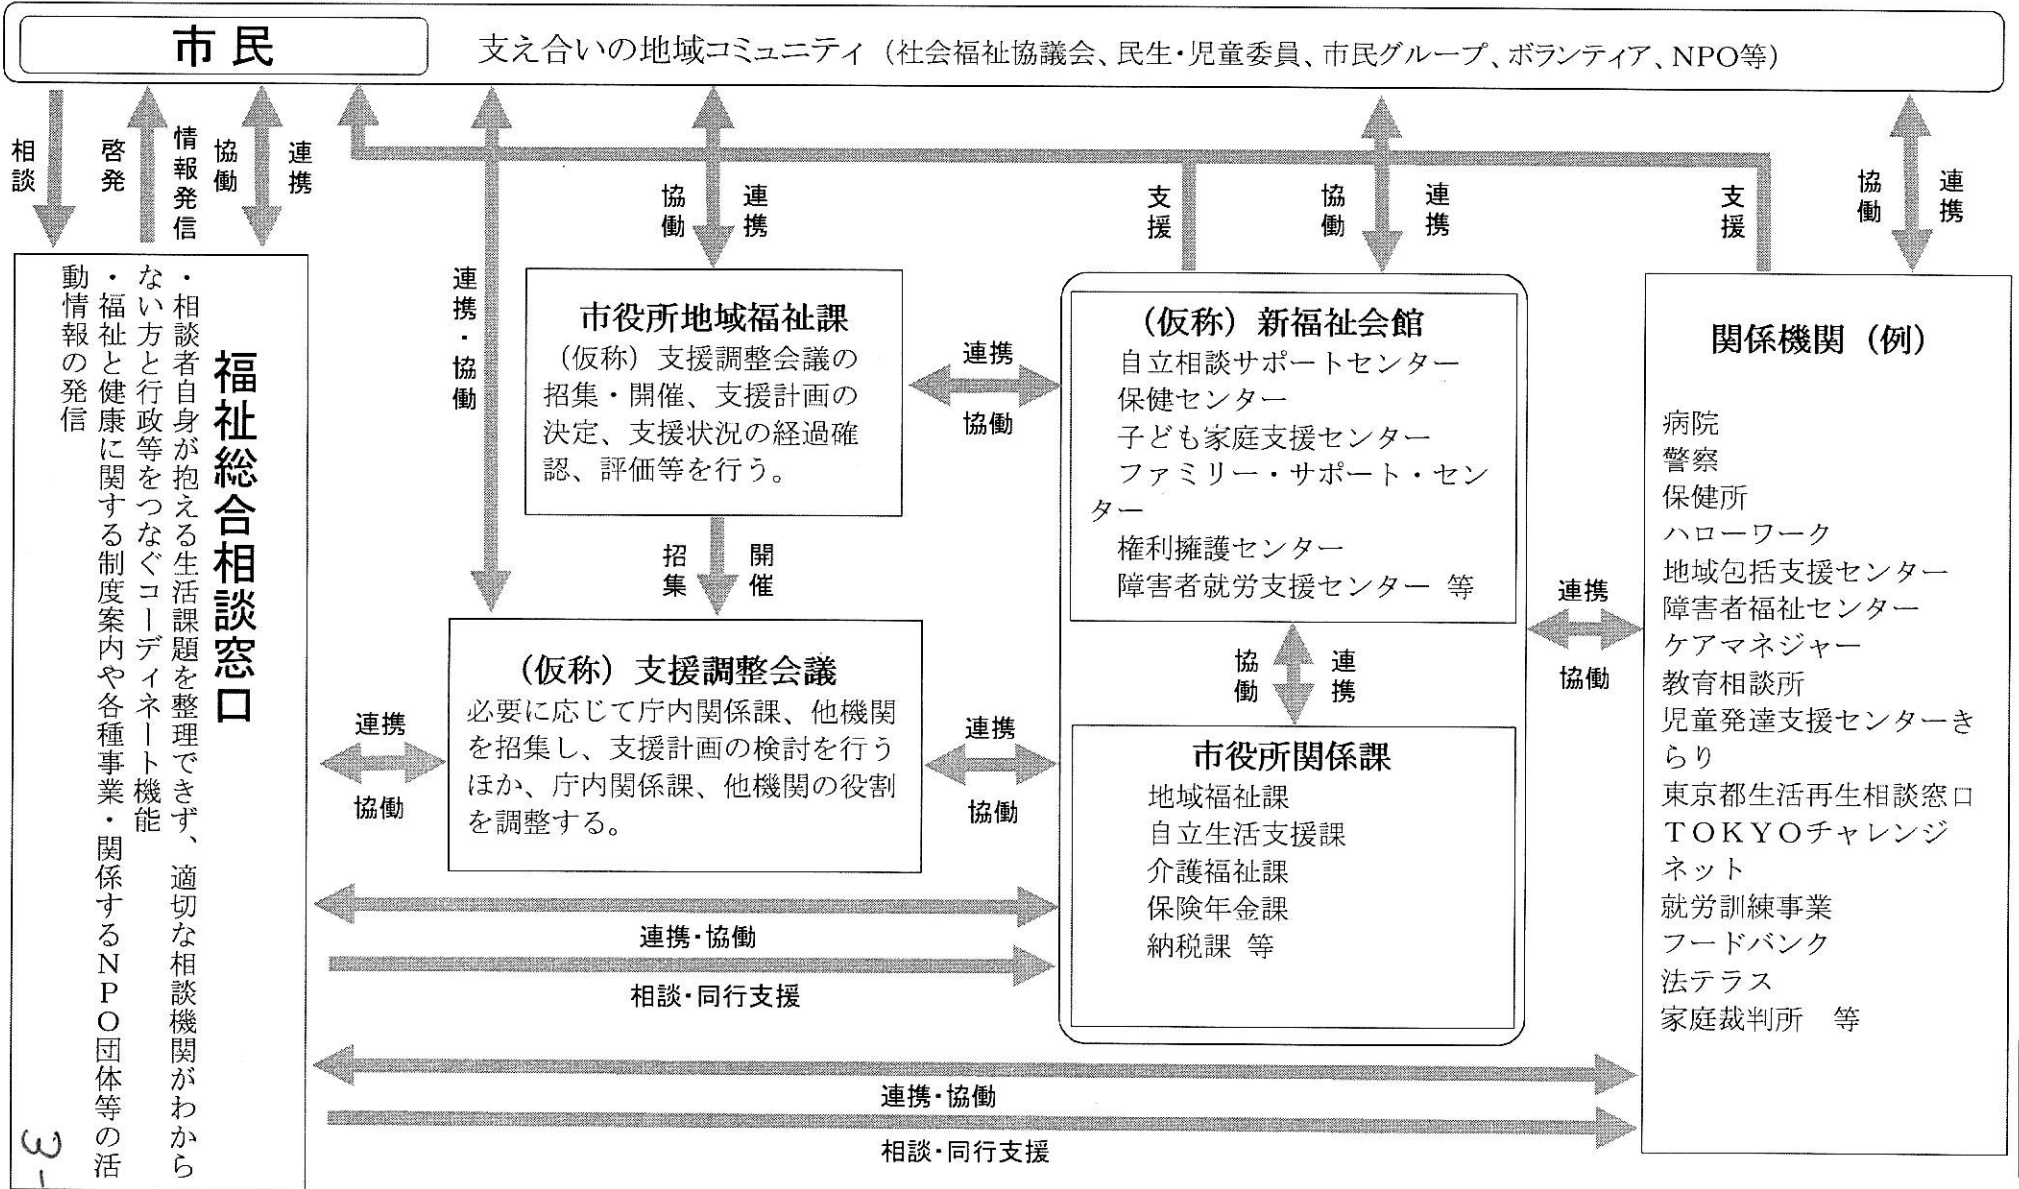 市民
支え合いの地域コミュニティ（社会福祉協議会、民生・児童委員、市民グループ、ボランティア、NPO等）
相談
啓発
情報発信
協働
連携
連携・協働
協働
連携
支援
協働
連携
支援
協働
連携
福祉総合相談窓口
・相談者自身が抱える生活課題を整理できず、適切な相談機関がわから
ない方と行政等をつなぐコーディネート機能
・福祉と健康に関する制度案内や各種事業・関係するNPO団体等の活
動情報の発信
市役所地域福祉課
（仮称）支援調整会議の
招集・開催、支援計画の
決定、支援状況の経過確
認、評価等を行う。
連携
協働
招集
開催
（仮称）支援調整会議
必要に応じて庁内関係課、他機関
を招集し、支援計画の検討を行う
ほか、庁内関係課、他機関の役割
を調整する。
連携
協働
連携
協働
（仮称）新福祉会館
自立相談サポートセンター
保健センター
子ども家庭支援センター
ファミリー・サポート・セン
ター
権利擁護センター
障害者就労支援センター 等
協働
連携
市役所関係課
地域福祉課
自立生活支援課
介護福祉課
保険年金課
納税課 等
連携
協働
関係機関（例）
病院
警察
保健所
ハローワーク
地域包括支援センター
障害者福祉センター
ケアマネジャー
教育相談所
児童発達支援センターき
らり
東京都生活再生相談窓口
ＴＯＫＹＯチャレンジ
ネット
就労訓練事業
フードバンク
法テラス
家庭裁判所　等
連携・協働
相談・同行支援
連携・協働
相談・同行支援
3-